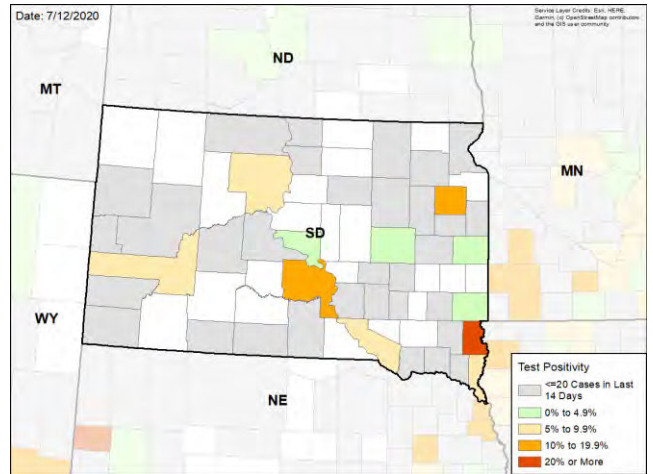 Date: 7/12/2020
Service Layer Credits: Esri, HERE,
Garmin, (c) OpenStreetMap contributors,
and the GIS user community
ND
MT
MN
SD
WY
NE
Test Positivity
<=20 Cases in Last
14 Days
0% to 4.9%
5% to 9.9%
10% to 19.9%
20% or More